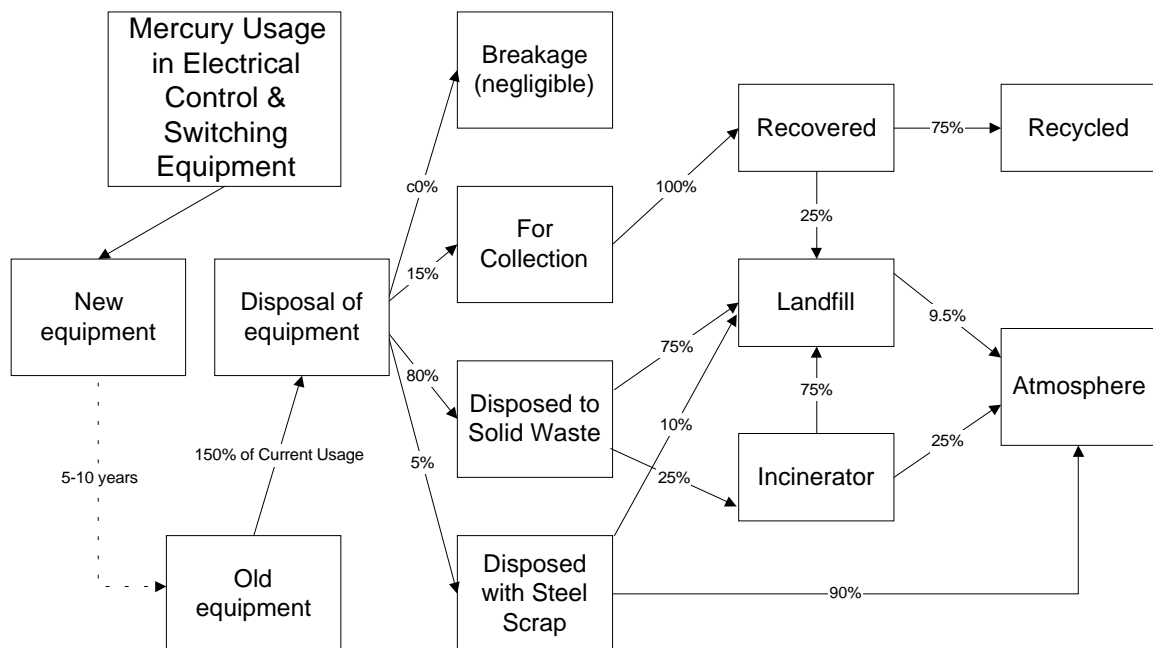 Mercury Usage
in Electrical
Control &
Switching
Equipment
Breakage
(negligible)
Recovered
75%
Recycled
c0%
100%
25%
For
Collection
15%
New
equipment
Disposal of
equipment
Landfill
9.5%
Atmosphere
75%
80%
Disposed to
Solid Waste
75%
10%
Incinerator
25%
25%
150% of Current Usage
5%
5-10 years
Old
equipment
Disposed
with Steel
Scrap
90%